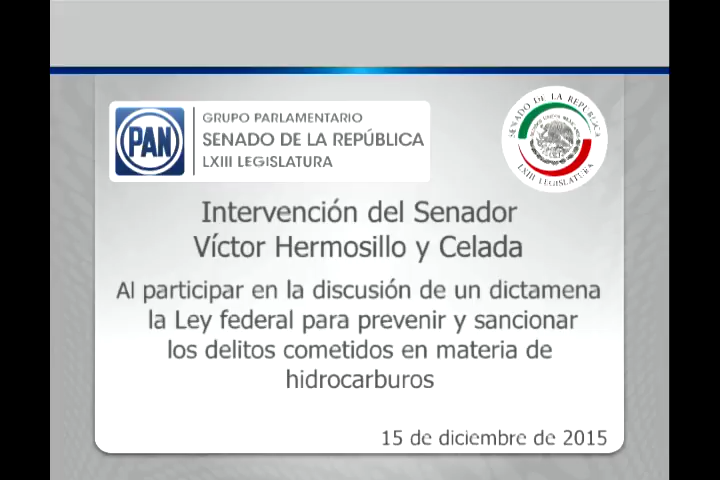 PAN
GRUPO PARLAMENTARIO
SENADO DE LA REPÚBLICA
LXIII LEGISLATURA
SENADO DE LA REPÚBLICA
LXIII LEGISLATURA
Intervención del Senador
Víctor Hermosillo y Celada
Al participar en la discusión de un dictamena
la Ley federal para prevenir y sancionar
los delitos cometidos en materia de
hidrocarburos
15 de diciembre de 2015